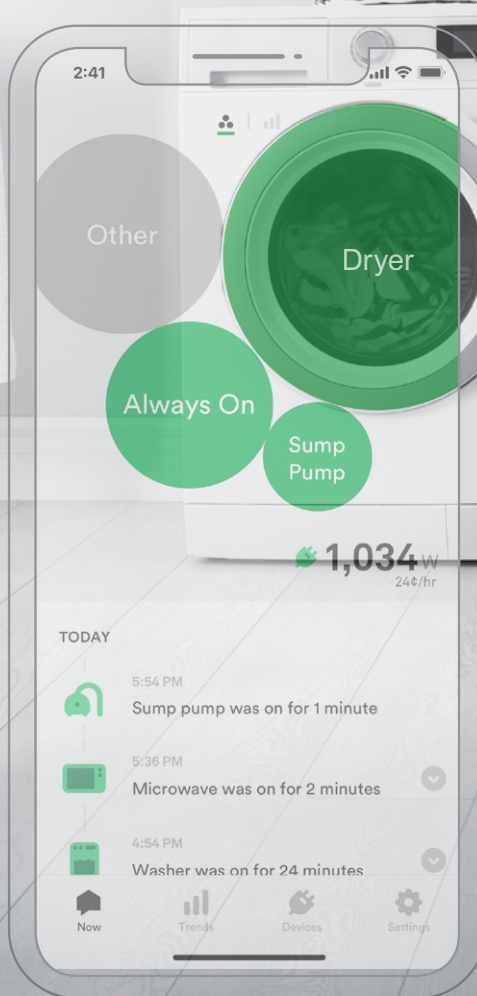 2:41
Other
Dryer
Always On
Sump
Pump
1,034 W
24¢/hr
TODAY
5:54 PM
Sump pump was on for 1 minute
5:36 PM
Microwave was on for 2 minutes
4:54 PM
Washer was on for 24 minutes
Now
Trends
Devices
Settings